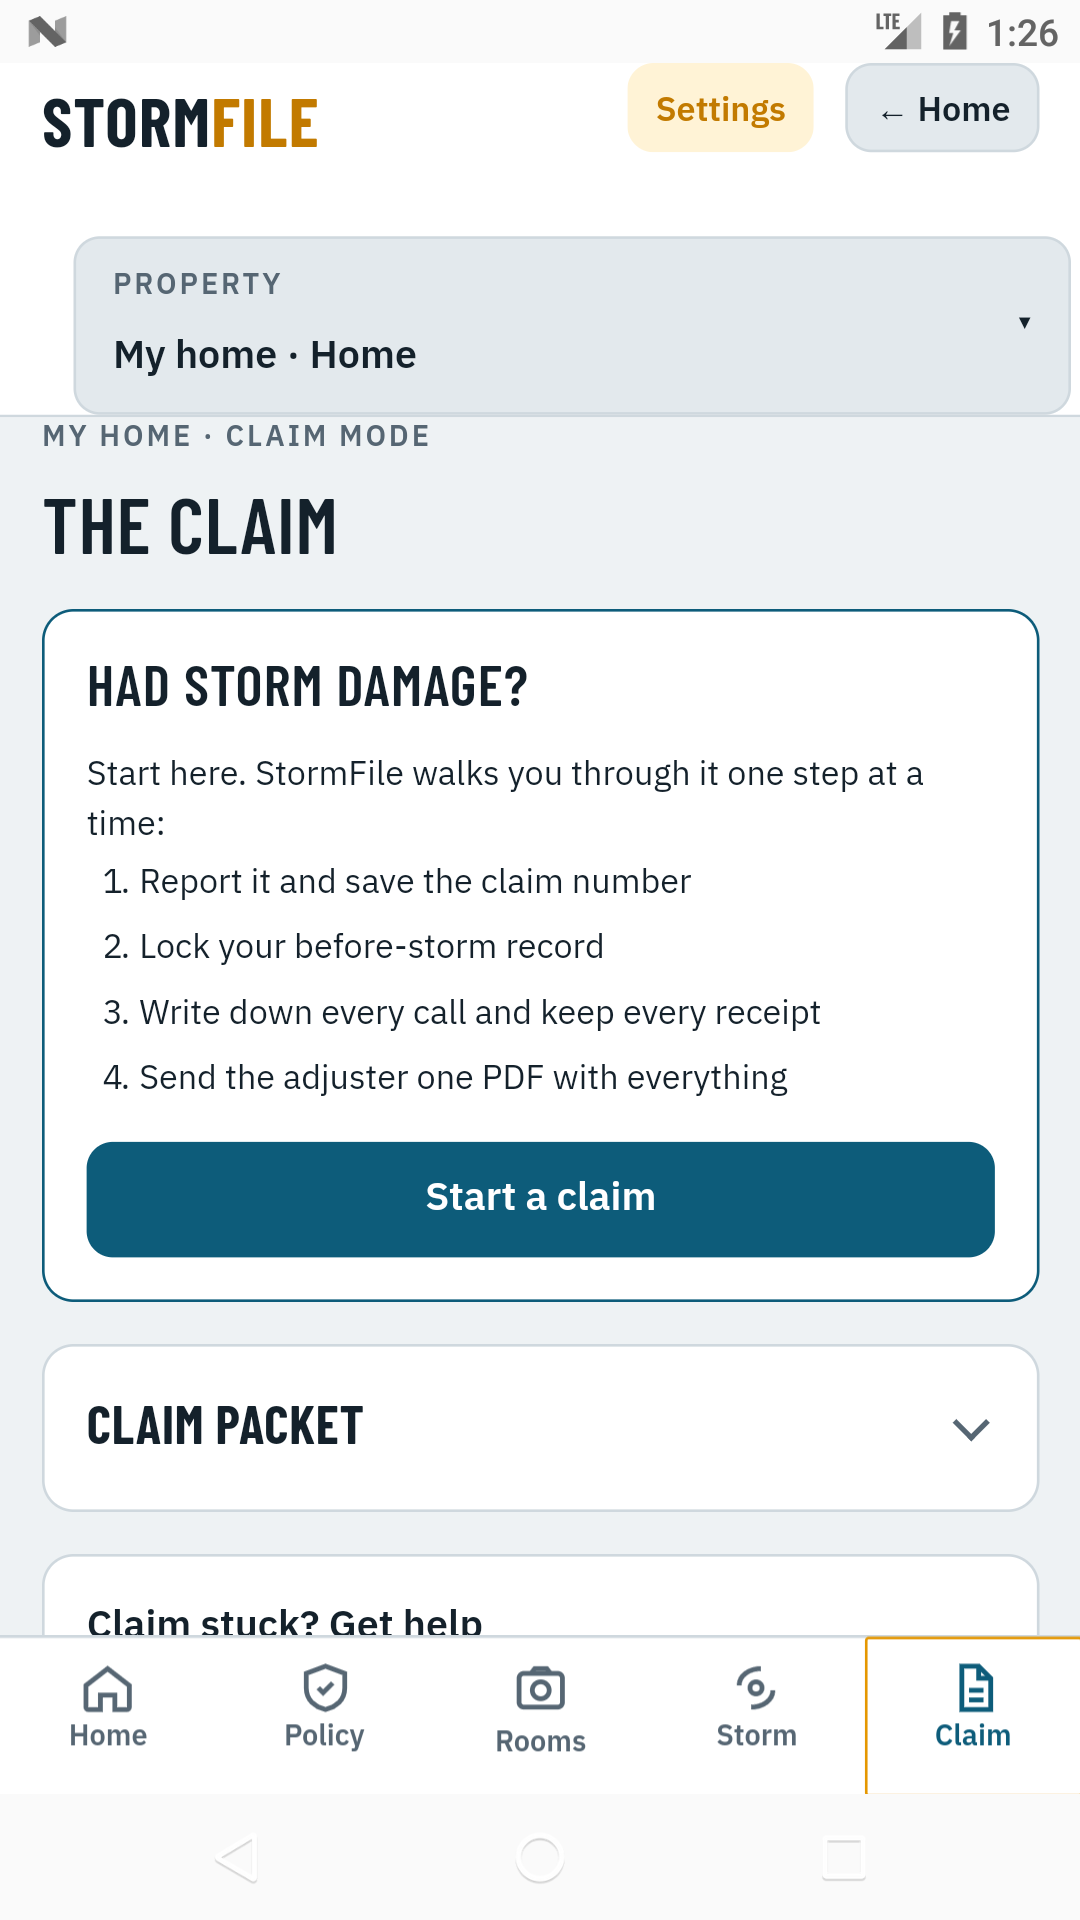 LTE 1:26
STORMFILE
Settings
← Home
PROPERTY
My home · Home
▼
MY HOME · CLAIM MODE
THE CLAIM
HAD STORM DAMAGE?
Start here. StormFile walks you through it one step at a
time:
1. Report it and save the claim number
2. Lock your before-storm record
3. Write down every call and keep every receipt
4. Send the adjuster one PDF with everything
Start a claim
CLAIM PACKET
Claim stuck? Get help
Home
Policy
Rooms
Storm
Claim